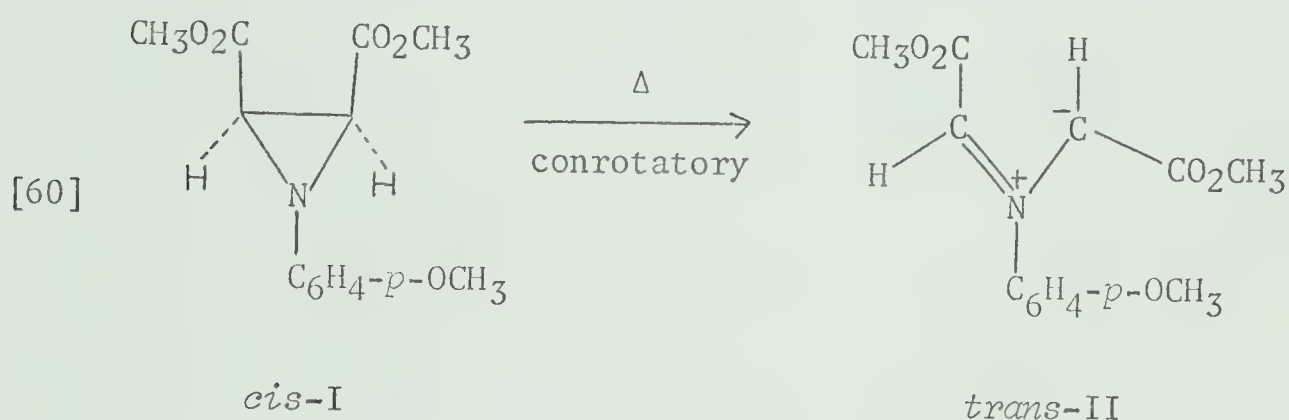 CH3O2C CO2CH3
H H
N
C6H4-p-OCH3
[60]
Δ
conrotatory
CH3O2C H
C C
H - CO2CH3
+
N
C6H4-p-OCH3
cis-I trans-II